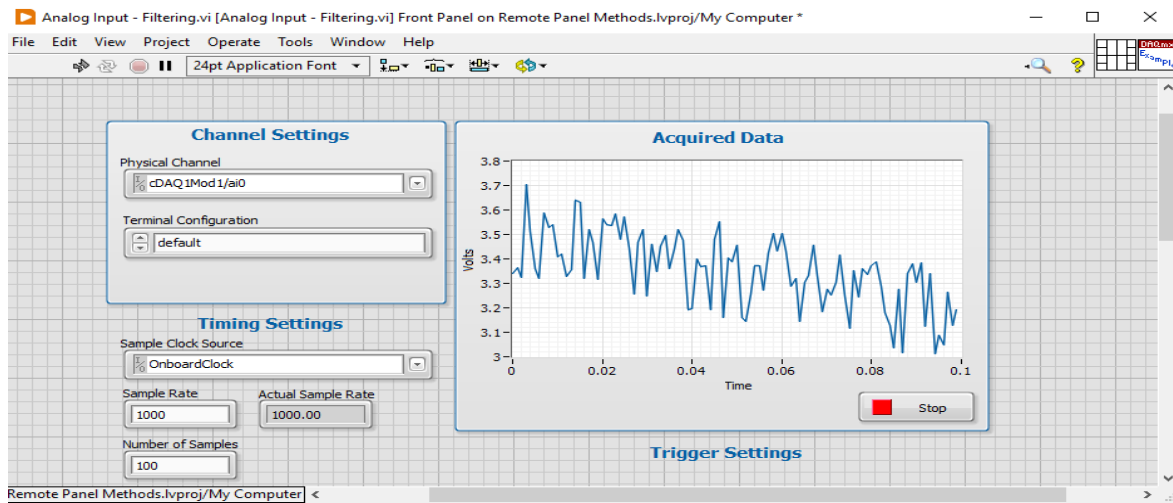 Analog Input - Filtering.vi [Analog Input - Filtering.vi] Front Panel on Remote Panel Methods.lvproj/My Computer *
File Edit View Project Operate Tools Window Help
24pt Application Font
DAQmx
Exampl
Channel Settings
Physical Channel
cDAQ1Mod1/ai0
Terminal Configuration
default
Timing Settings
Sample Clock Source
OnboardClock
Sample Rate Actual Sample Rate
1000 1000.00
Number of Samples
100
Acquired Data
3.8
3.7
3.6
3.5
3.4
3.3
3.2
3.1
3
Volts
0 0.02 0.04 0.06 0.08 0.1
Time
Stop
Trigger Settings
Remote Panel Methods.lvproj/My Computer